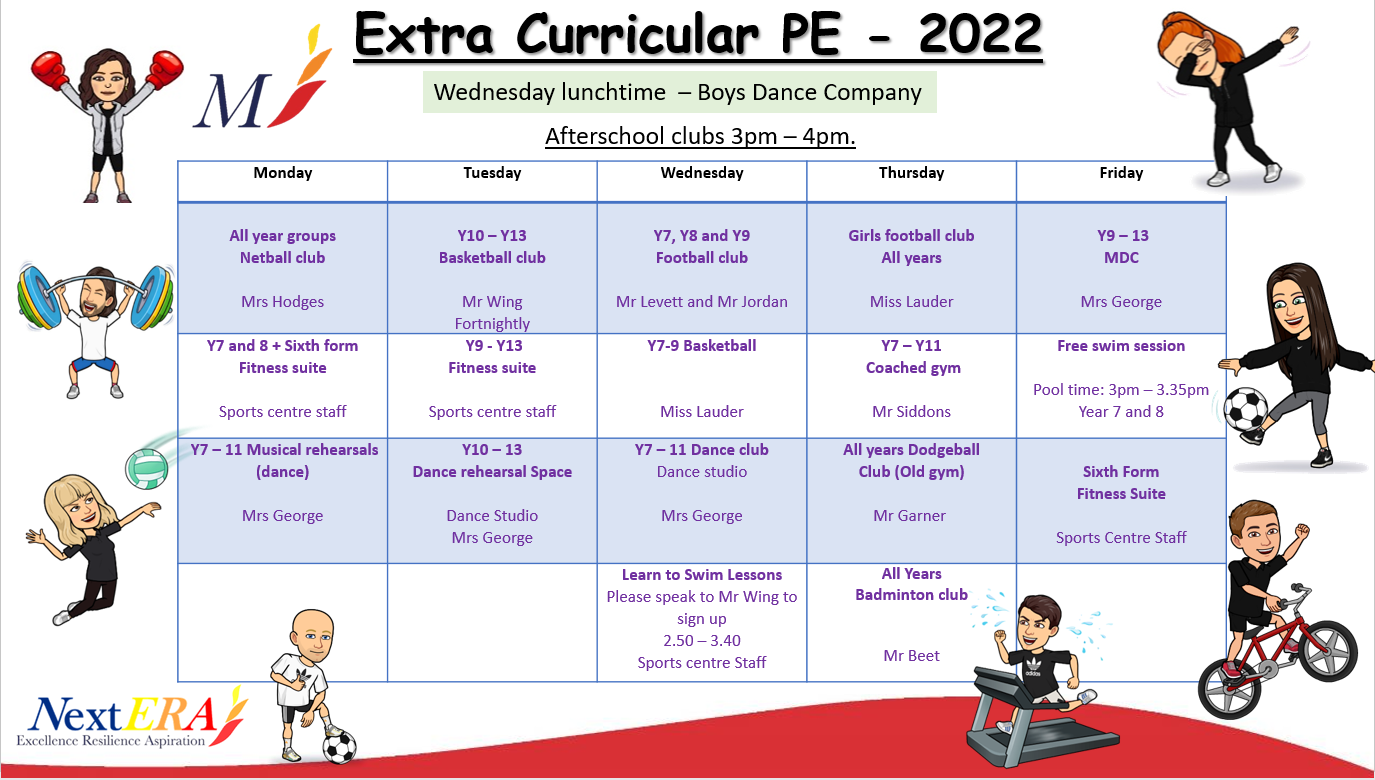 Extra Curricular PE - 2022
M
Wednesday lunchtime – Boys Dance Company
Afterschool clubs 3pm – 4pm.
Monday
Tuesday
Wednesday
Thursday
Friday
All year groups
Netball club
Mrs Hodges
Y10 – Y13
Basketball club
Mr Wing
Fortnightly
Y7, Y8 and Y9
Football club
Mr Levett and Mr Jordan
Girls football club
All years
Miss Lauder
Y9 – 13
MDC
Mrs George
Y7 and 8 + Sixth form
Fitness suite
Sports centre staff
Y9 - Y13
Fitness suite
Sports centre staff
Y7-9 Basketball
Miss Lauder
Y7 – Y11
Coached gym
Mr Siddons
Free swim session
Pool time: 3pm – 3.35pm
Year 7 and 8
Y7 – 11 Musical rehearsals
(dance)
Mrs George
Y10 – 13
Dance rehearsal Space
Dance Studio
Mrs George
Y7 – 11 Dance club
Dance studio
Mrs George
All years Dodgeball
Club (Old gym)
Mr Garner
Sixth Form
Fitness Suite
Sports Centre Staff
Learn to Swim Lessons
Please speak to Mr Wing to
sign up
2.50 – 3.40
Sports centre Staff
All Years
Badminton club
Mr Beet
adidas
NextERA
Excellence Resilience Aspiration